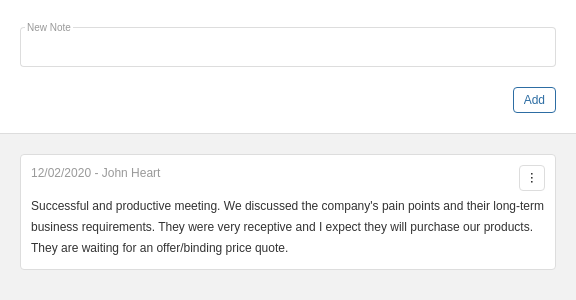 New Note
Add
12/02/2020 - John Heart
Successful and productive meeting. We discussed the company's pain points and their long-term
business requirements. They were very receptive and I expect they will purchase our products.
They are waiting for an offer/binding price quote.